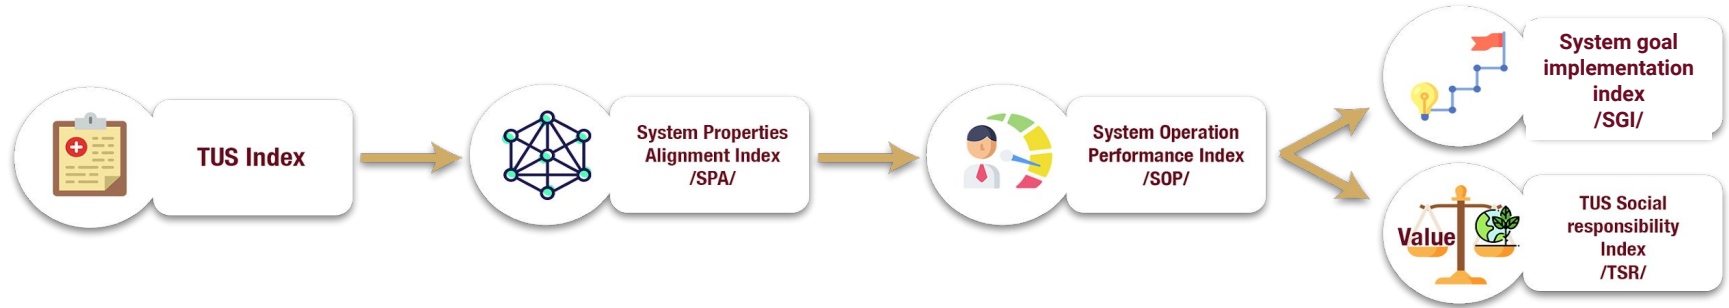 TUS Index
System Properties
Alignment Index
/SPA/
System Operation
Performance Index
/SOP/
System goal
implementation
index
/SGI/
Value
TUS Social
responsibility
Index
/TSR/